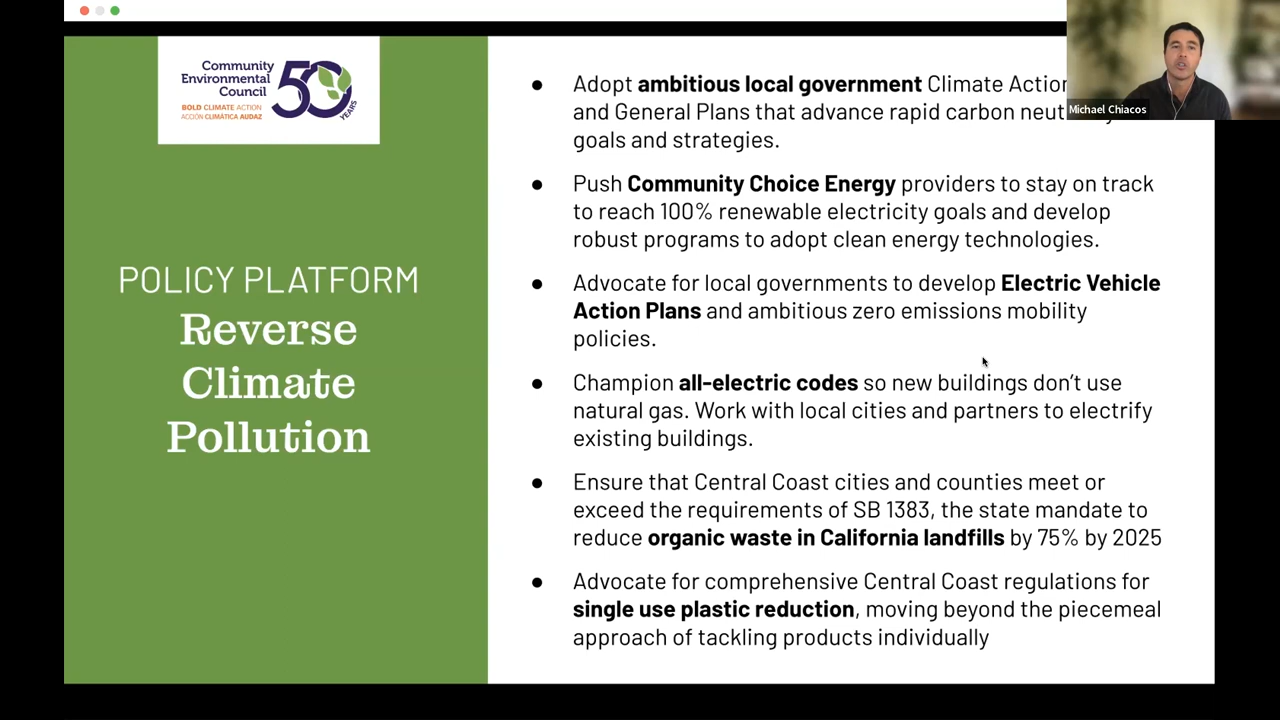 Community
Environmental
Council
50
YEARS
BOLD CLIMATE ACTION
ACCIÓN CLIMÁTICA AUDAZ
POLICY PLATFORM
Reverse
Climate
Pollution
● Adopt ambitious local government Climate Action
and General Plans that advance rapid carbon
goals and strategies.
● Push Community Choice Energy providers to stay on track
to reach 100% renewable electricity goals and develop
robust programs to adopt clean energy technologies.
● Advocate for local governments to develop Electric Vehicle
Action Plans and ambitious zero emissions mobility
policies.
● Champion all-electric codes so new buildings don't use
natural gas. Work with local cities and partners to electrify
existing buildings.
● Ensure that Central Coast cities and counties meet or
exceed the requirements of SB 1383, the state mandate to
reduce organic waste in California landfills by 75% by 2025
● Advocate for comprehensive Central Coast regulations for
single use plastic reduction, moving beyond the piecemeal
approach of tackling products individually
Michael Chiacos